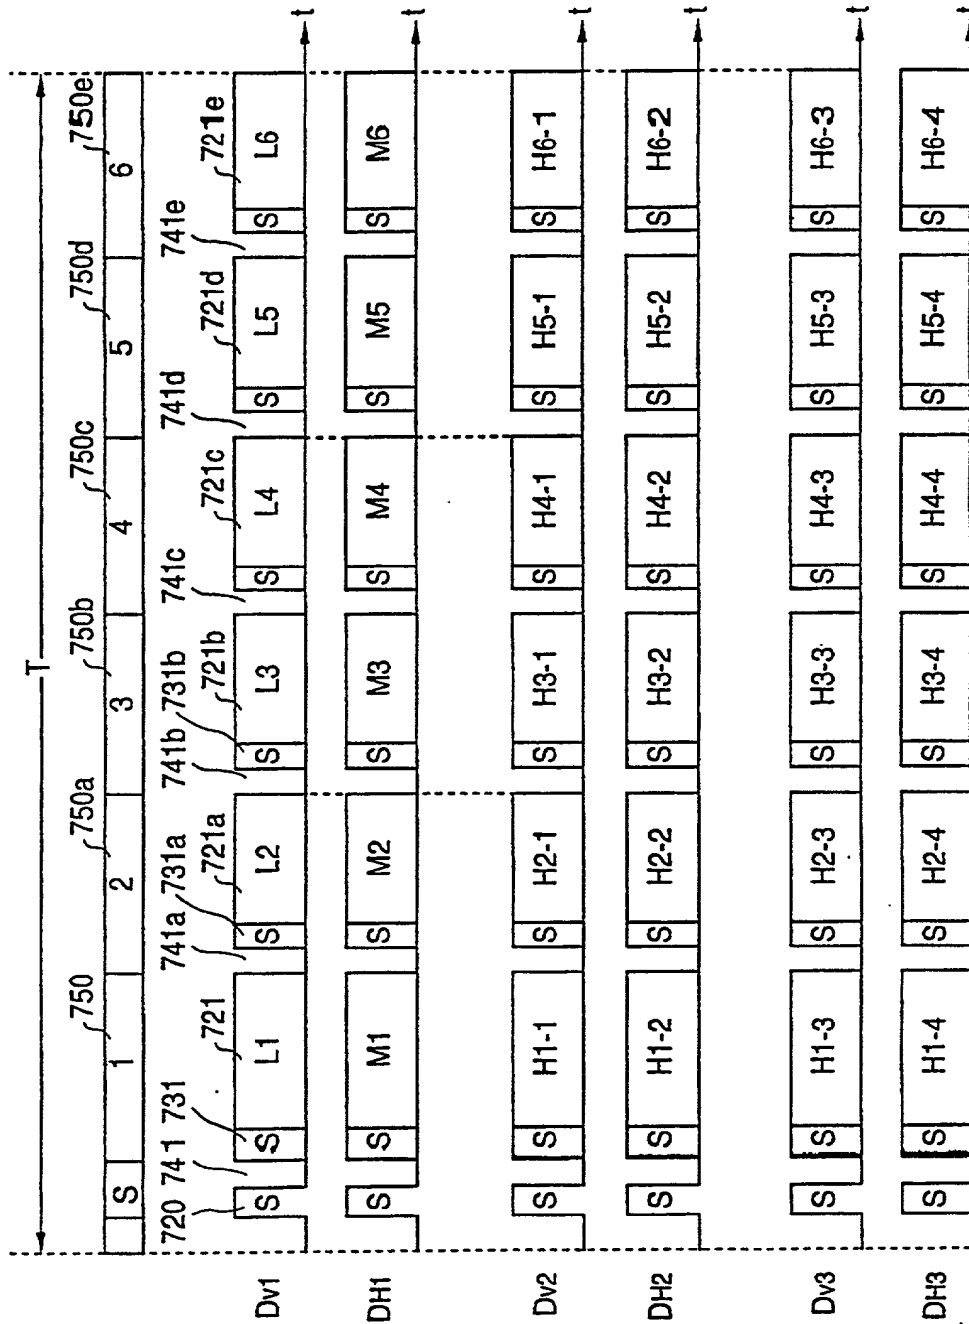 T
750 750a 750b 750c 750d 750e
S 1 2 3 4 5 6
720 741 731 721 741a 731a 721a 741b 731b 721b 741c 721c 741d 721d 741e 721e
Dv1 S S L1 S L2 S L3 S L4 S L5 S L6 t
DH1 S S M1 S M2 S M3 S M4 S M5 S M6 t
Dv2 S S H1-1 S H2-1 S H3-1 S H4-1 S H5-1 S H6-1 t
DH2 S S H1-2 S H2-2 S H3-2 S H4-2 S H5-2 S H6-2 t
Dv3 S S H1-3 S H2-3 S H3-3 S H4-3 S H5-3 S H6-3 t
DH3 S S H1-4 S H2-4 S H3-4 S H4-4 S H5-4 S H6-4 t